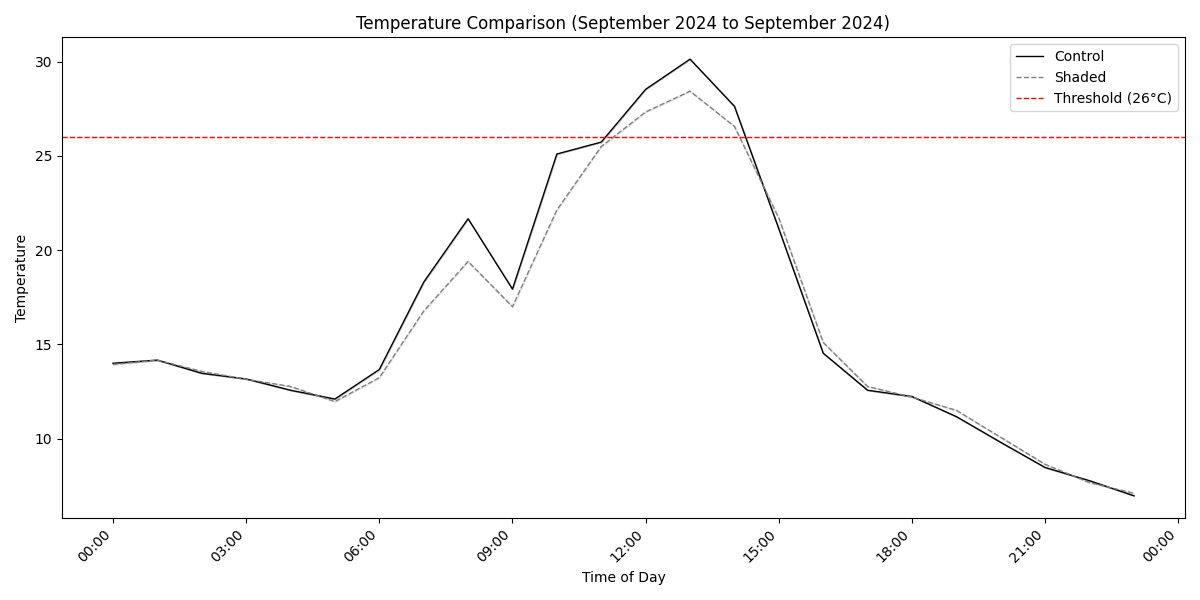 Temperature Comparison (September 2024 to September 2024)
Control
Shaded
Threshold (26°C)
Temperature
30
25
20
15
10
00:00
03:00
06:00
09:00
12:00
15:00
18:00
21:00
00:00
Time of Day